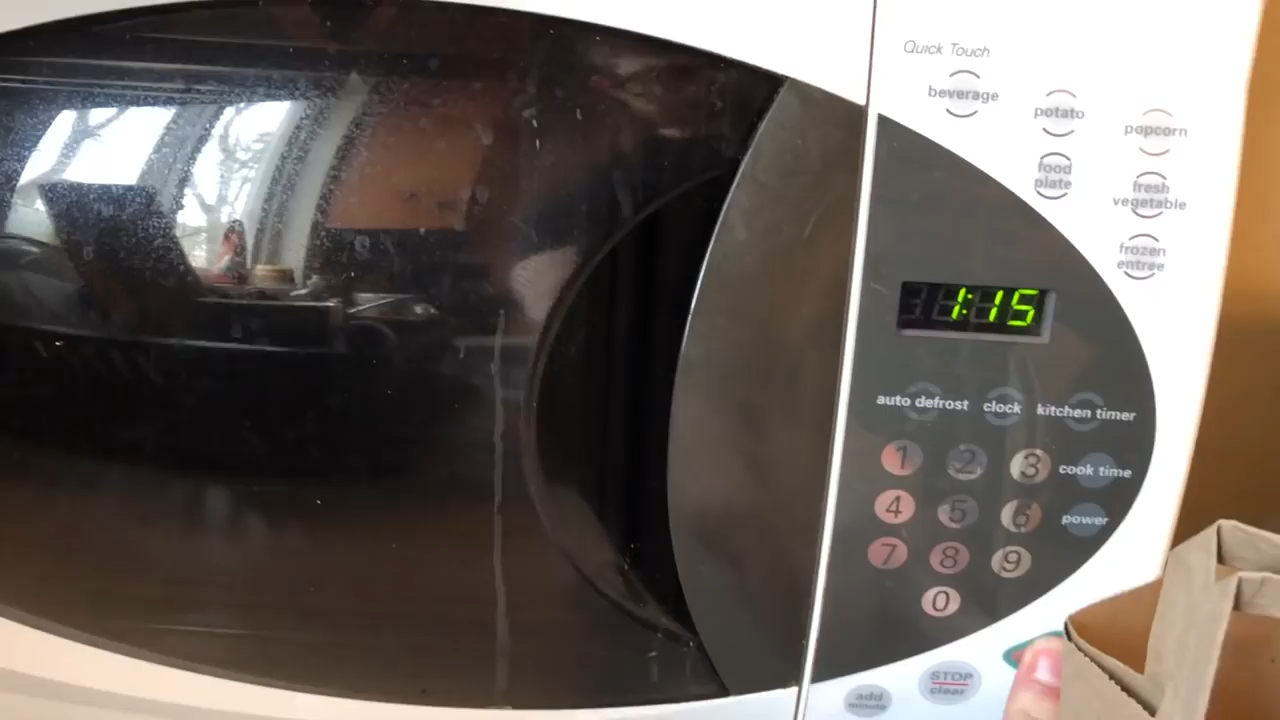 Quick Touch
beverage
potato
popcorn
food
plate
fresh
vegetable
frozen
entree
1:15
auto defrost
clock
kitchen timer
1
2
3
cook time
4
5
6
power
7
8
9
0
STOP
clear
add
minute